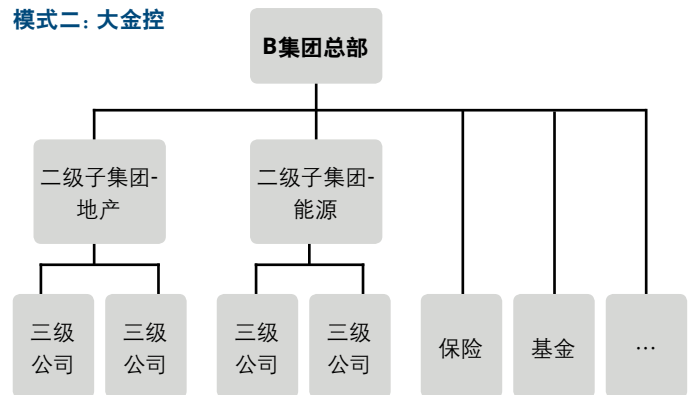 模式二：大金控
B集团总部
二级子集团-
地产
二级子集团-
能源
三级
公司
三级
公司
三级
公司
三级
公司
保险
基金
…